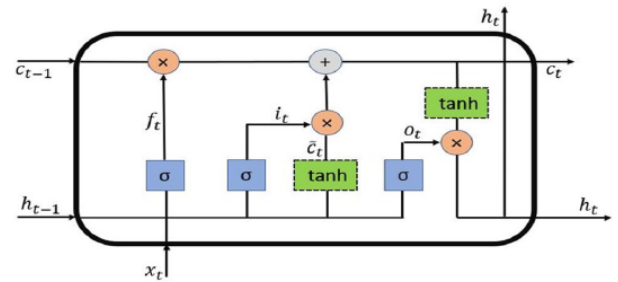 h_t
×
+
c_{t-1}
c_t
tanh
f_t
i_t
×
o_t
×
c̃_t
σ
σ
tanh
σ
h_{t-1}
h_t
x_t